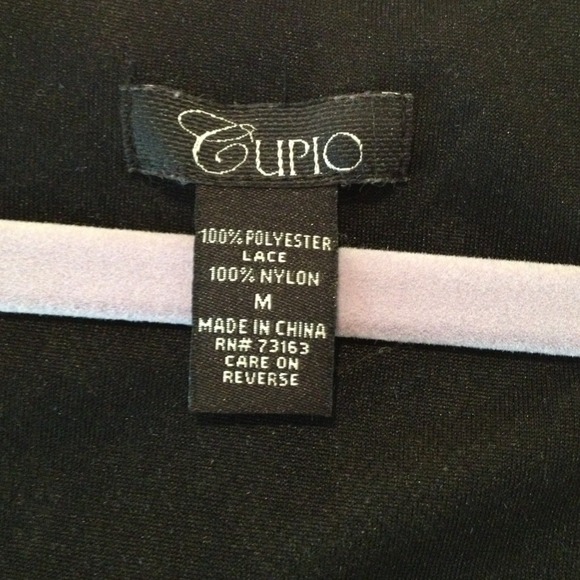 Cupio
100% POLYESTER
LACE
100% NYLON
M
MADE IN CHINA
RN# 73163
CARE ON
REVERSE